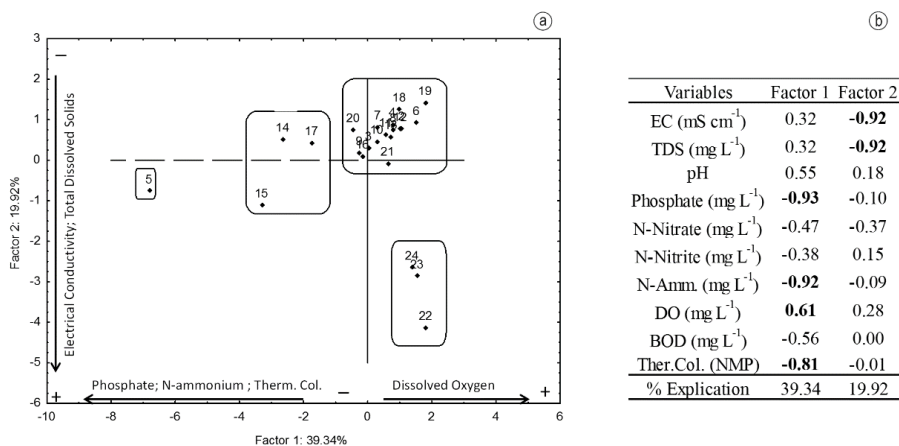 a
b
3
2
1
0
-1
-2
-3
-4
-5
-6
-10
-8
-6
-4
-2
0
2
4
6
Factor 2: 19.92%
Electrical Conductivity; Total Dissolved Solids
−
+
5
14
17
15
20
7
18
19
6
21
24
23
22
Phosphate; N-ammonium ; Therm. Col.
−
Dissolved Oxygen
+
Factor 1: 39.34%
Variables Factor 1 Factor 2
EC (mS cm⁻¹) 0.32 -0.92
TDS (mg L⁻¹) 0.32 -0.92
pH 0.55 0.18
Phosphate (mg L⁻¹) -0.93 -0.10
N-Nitrate (mg L⁻¹) -0.47 -0.37
N-Nitrite (mg L⁻¹) -0.38 0.15
N-Amm. (mg L⁻¹) -0.92 -0.09
DO (mg L⁻¹) 0.61 0.28
BOD (mg L⁻¹) -0.56 0.00
Ther.Col. (NMP) -0.81 -0.01
% Explication 39.34 19.92